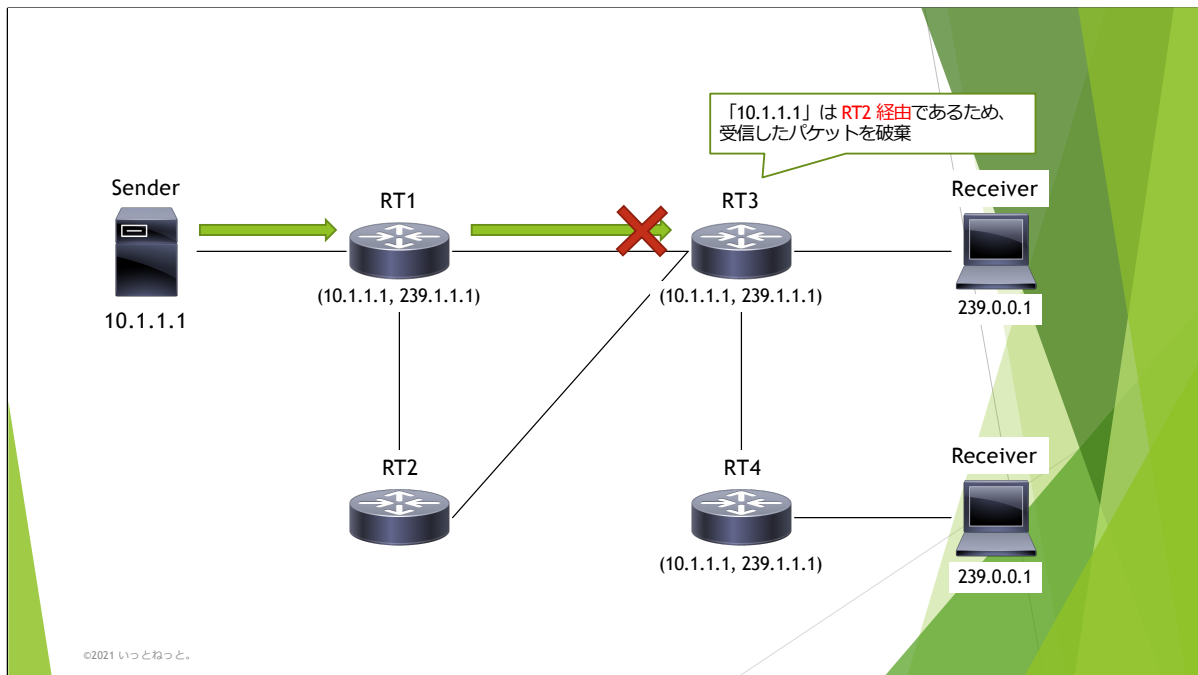 「10.1.1.1」は RT2 経由であるため、
受信したパケットを破棄
Sender
RT1
RT3
Receiver
(10.1.1.1, 239.1.1.1)
(10.1.1.1, 239.1.1.1)
239.0.0.1
10.1.1.1
RT2
RT4
Receiver
(10.1.1.1, 239.1.1.1)
239.0.0.1
©2021 いっとねっと。